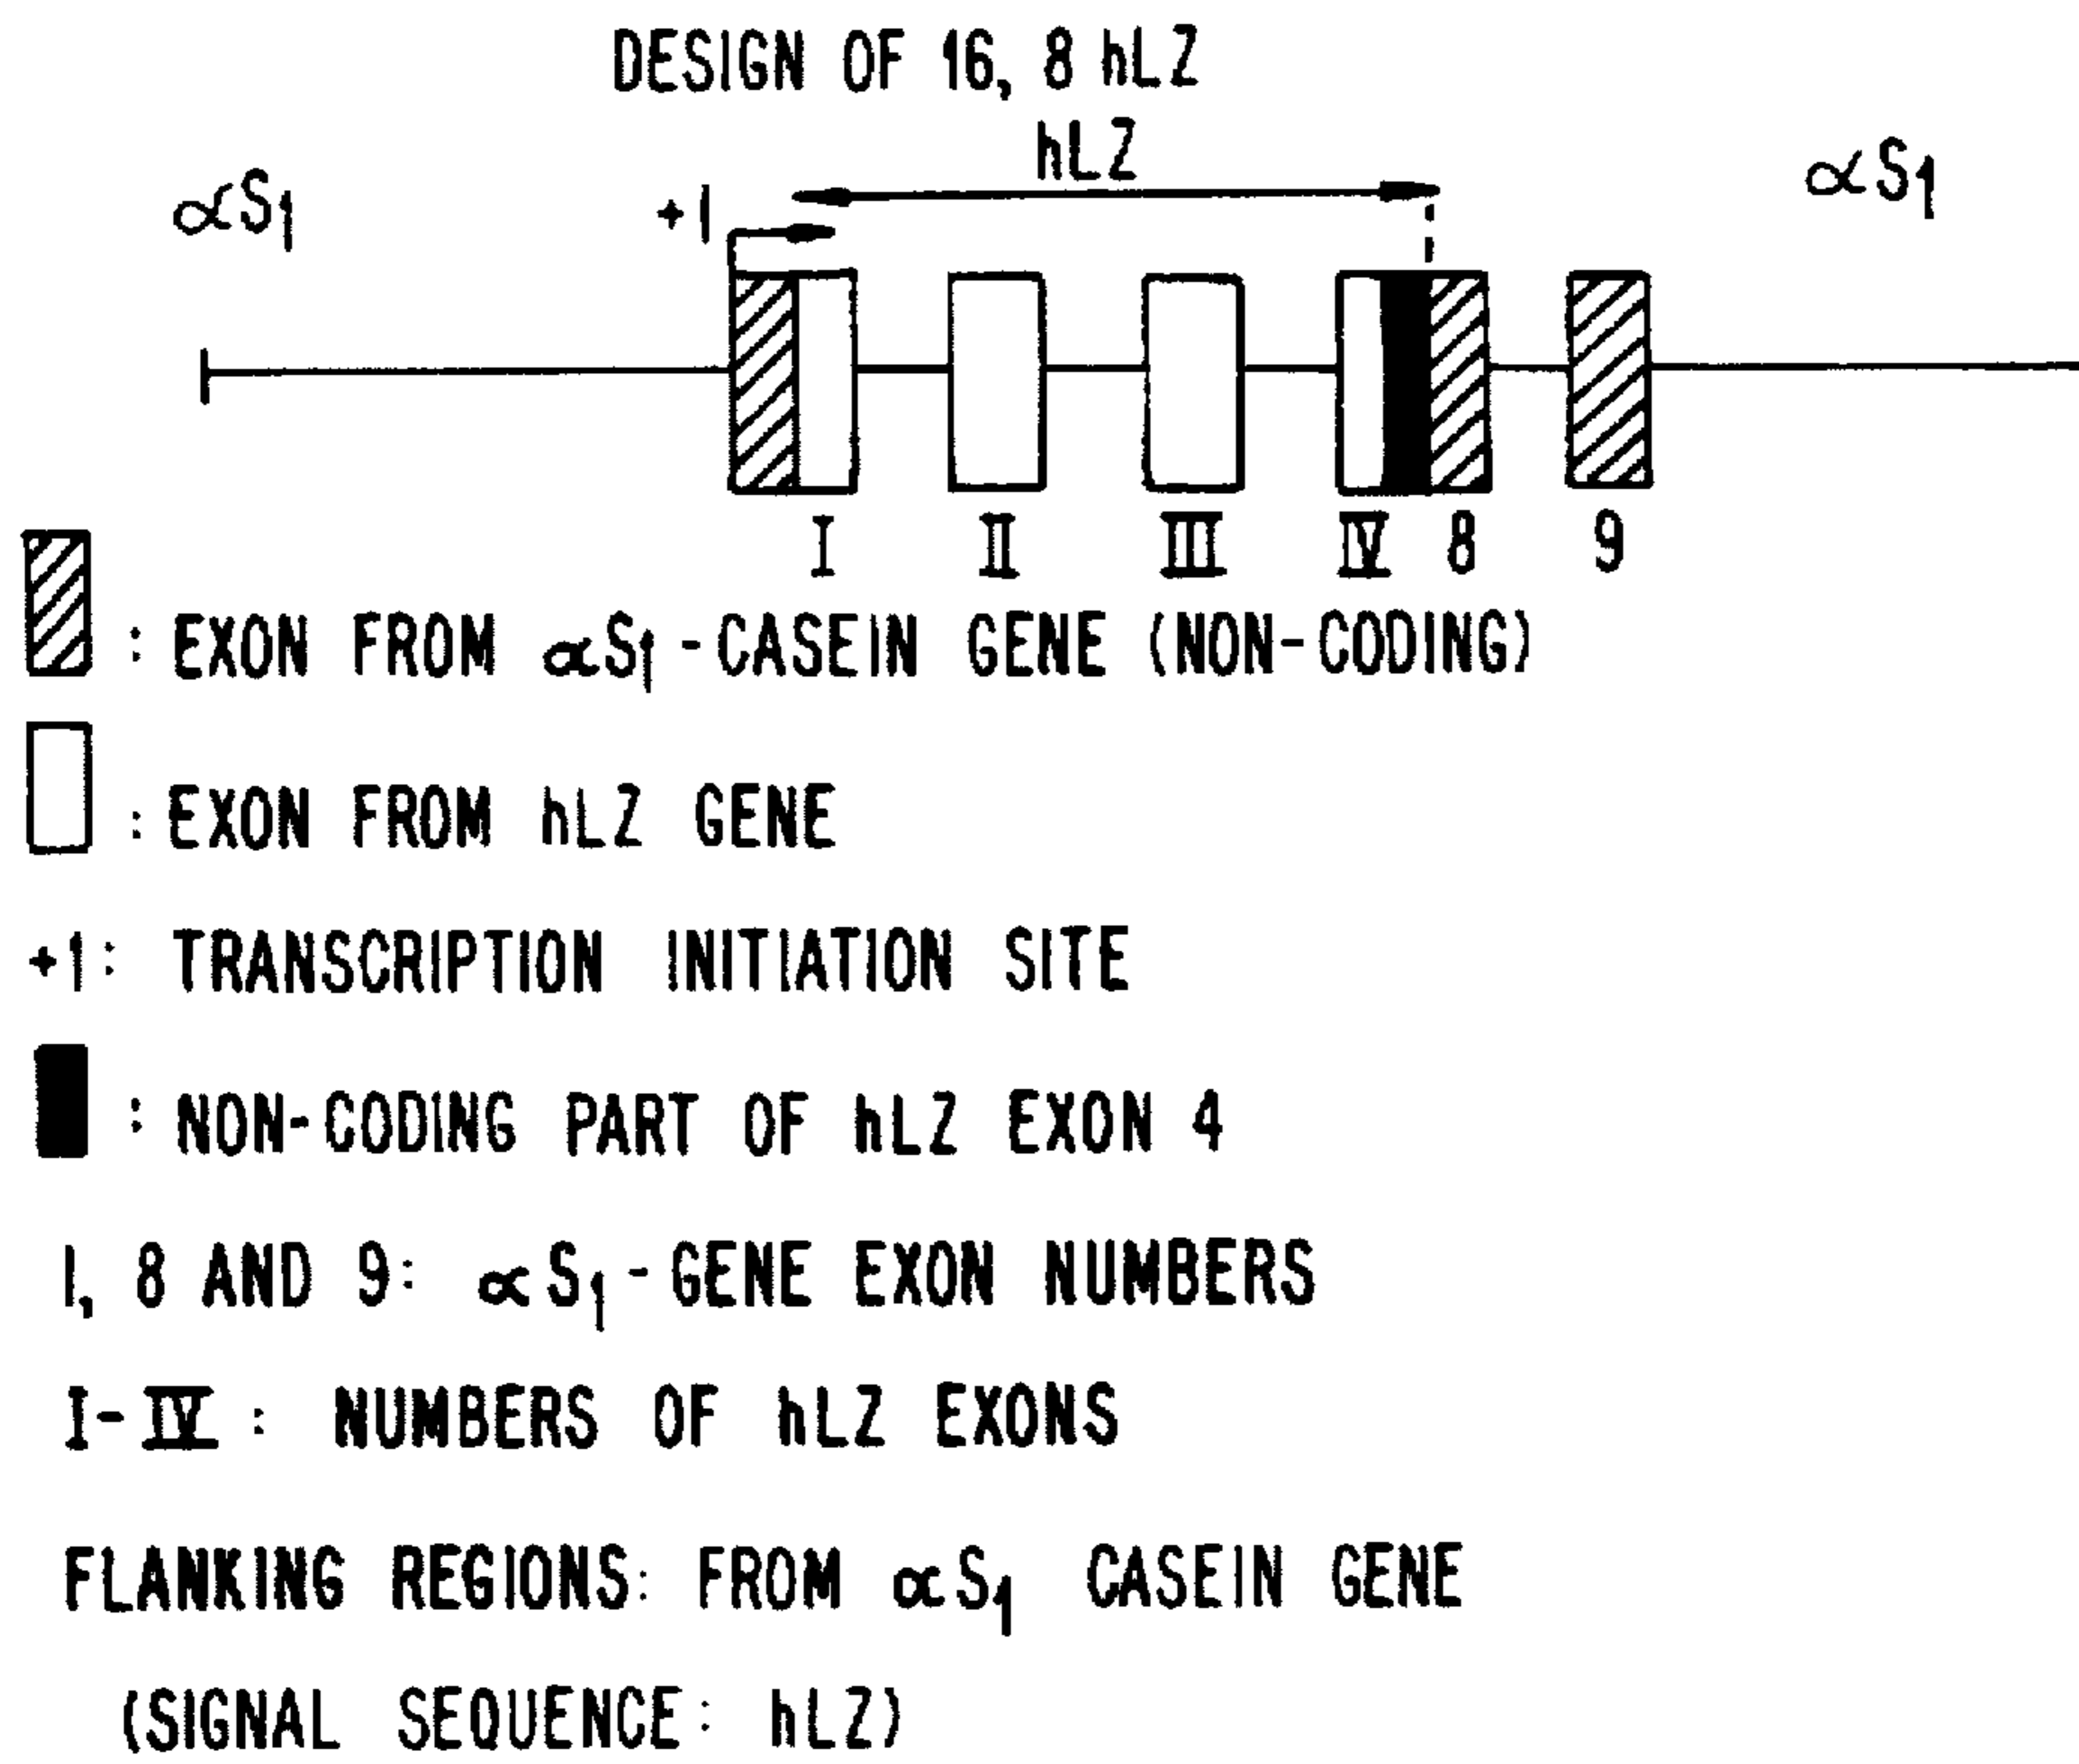 DESIGN OF 16, 8 hLZ
hLZ
αS1 +1 αS1
I II III IV 8 9
: EXON FROM αS1-CASEIN GENE (NON-CODING)
: EXON FROM hLZ GENE
+1: TRANSCRIPTION INITIATION SITE
: NON-CODING PART OF hLZ EXON 4
1, 8 AND 9: αS1-GENE EXON NUMBERS
I-IV : NUMBERS OF hLZ EXONS
FLANKING REGIONS: FROM αS1 CASEIN GENE
(SIGNAL SEQUENCE: hLZ)